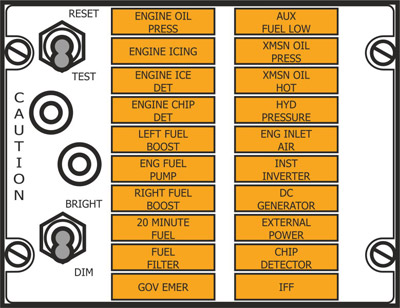 RESET
TEST
CAUTION
BRIGHT
DIM
ENGINE OIL
PRESS
ENGINE ICING
ENGINE ICE
DET
ENGINE CHIP
DET
LEFT FUEL
BOOST
ENG FUEL
PUMP
RIGHT FUEL
BOOST
20 MINUTE
FUEL
FUEL
FILTER
GOV EMER
AUX
FUEL LOW
XMSN OIL
PRESS
XMSN OIL
HOT
HYD
PRESSURE
ENG INLET
AIR
INST
INVERTER
DC
GENERATOR
EXTERNAL
POWER
CHIP
DETECTOR
IFF